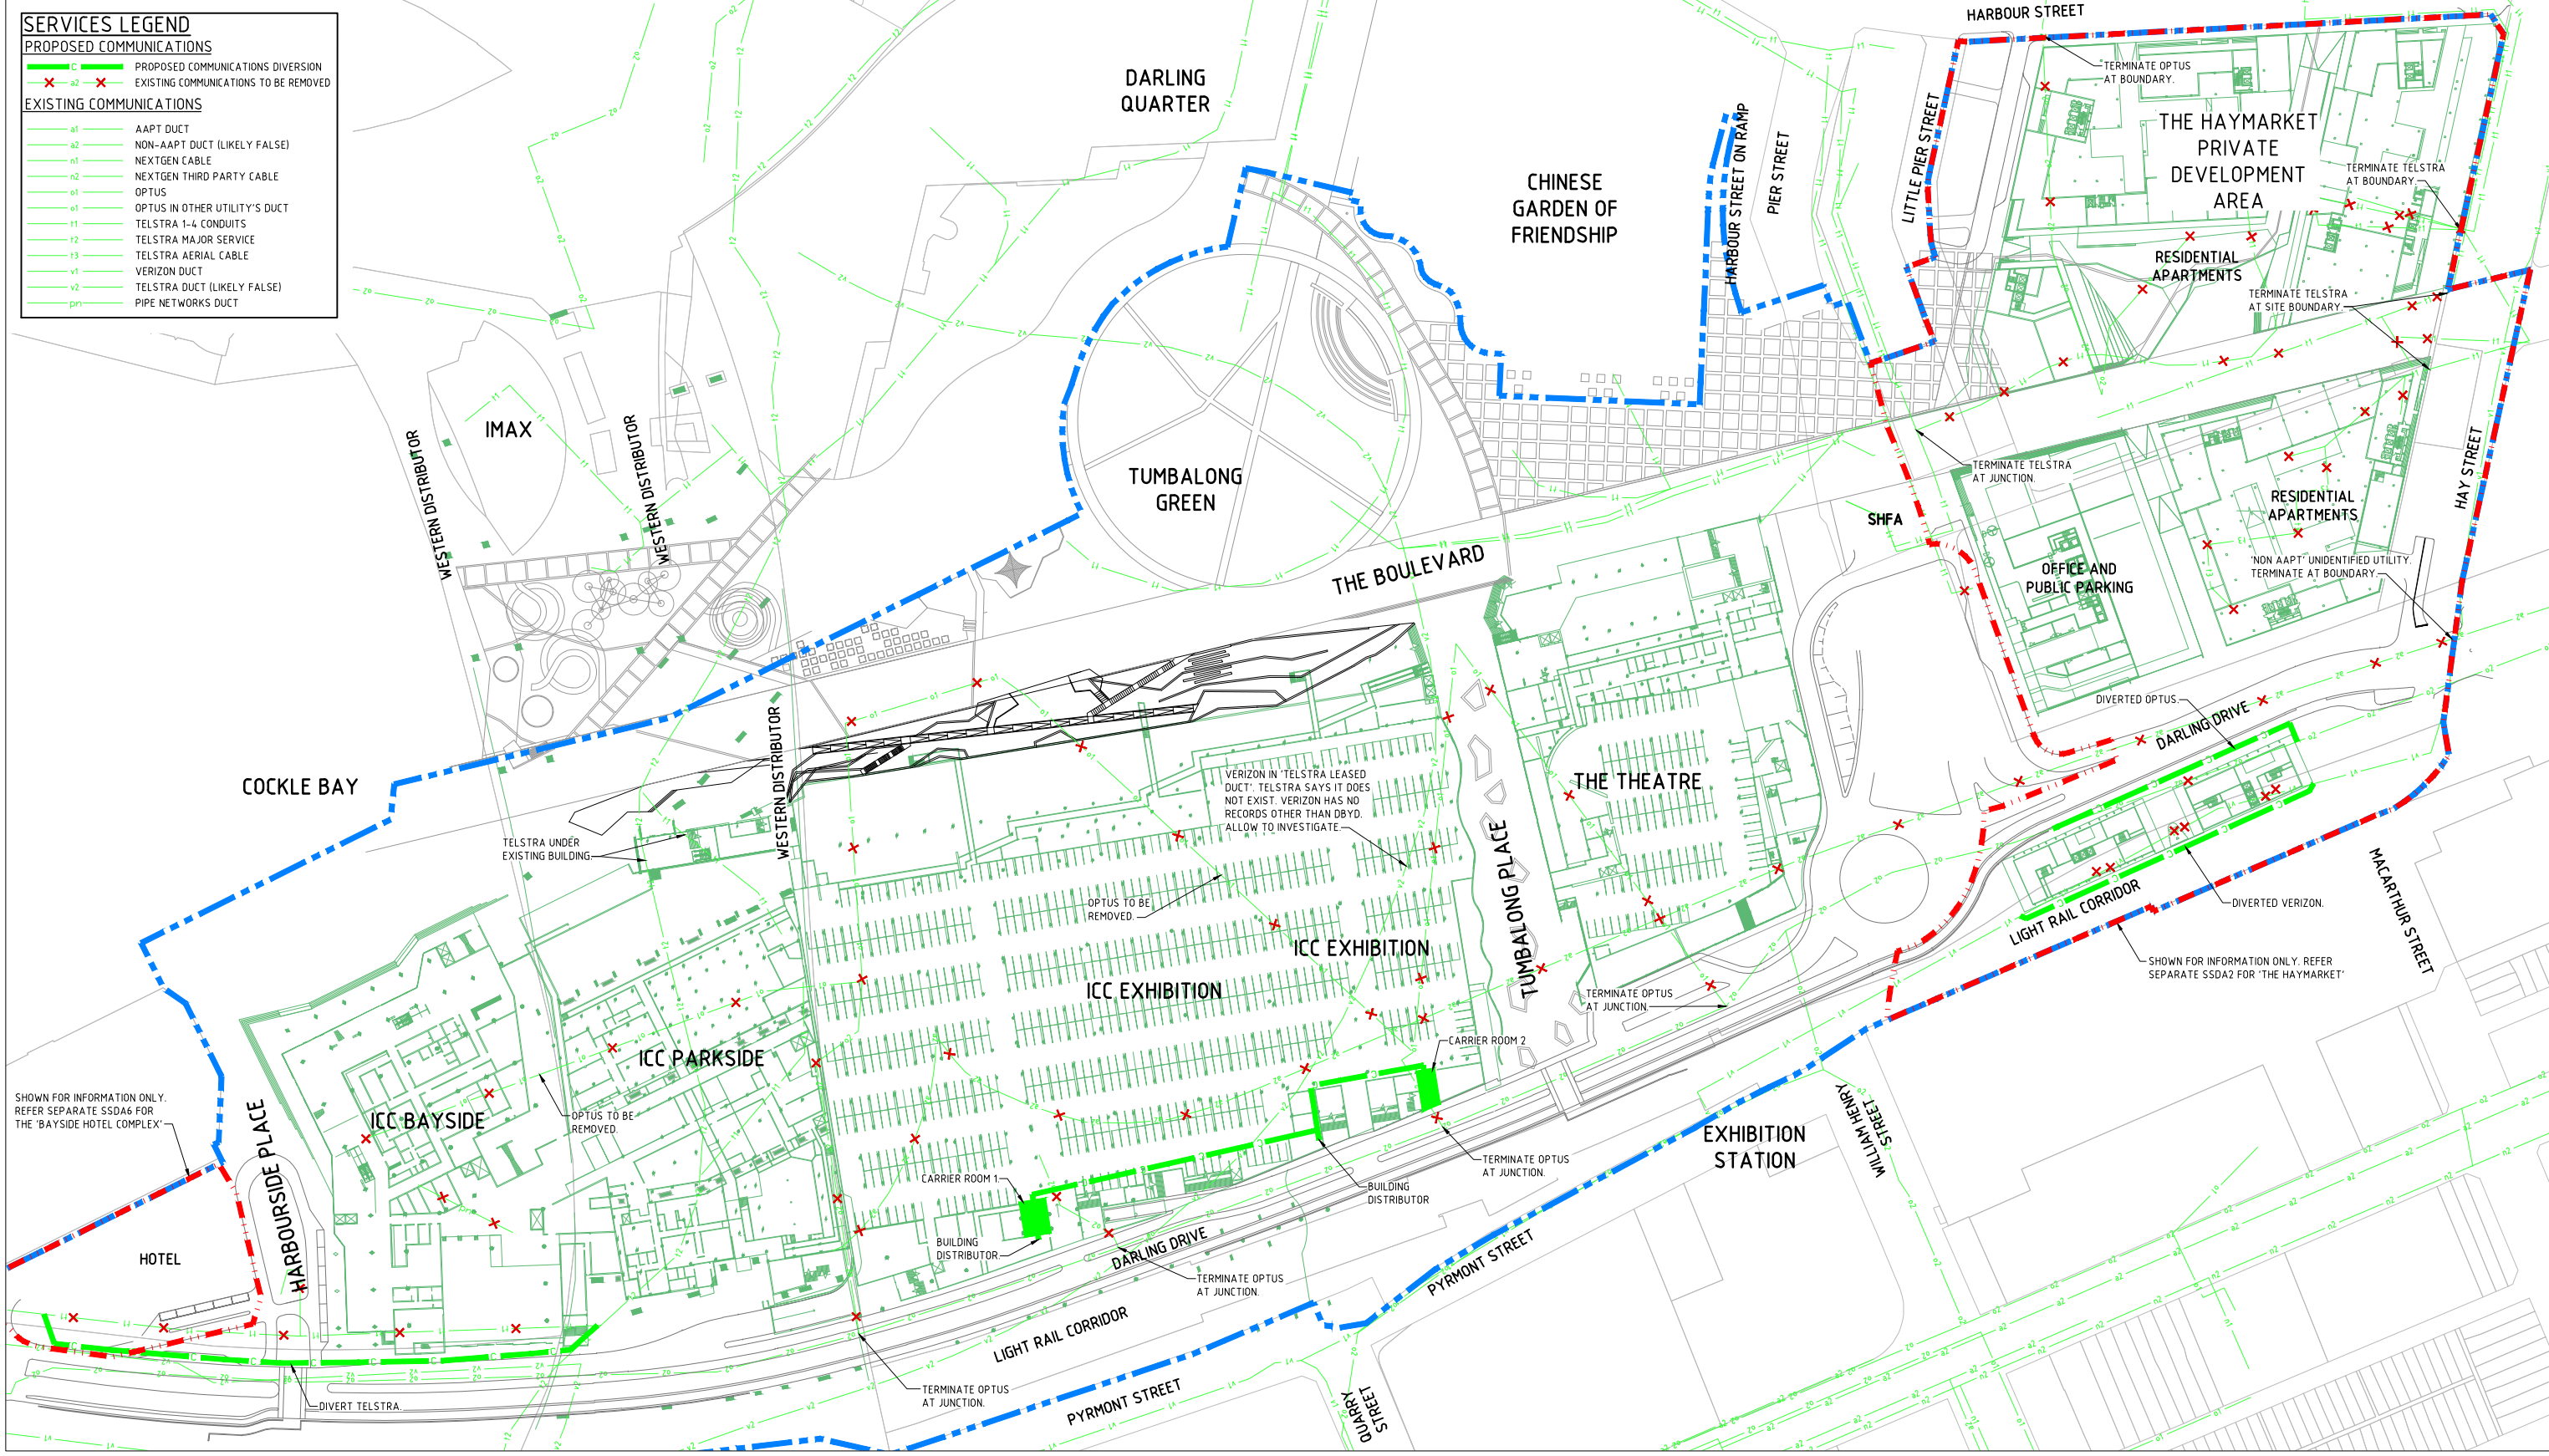 SERVICES LEGEND
PROPOSED COMMUNICATIONS
C PROPOSED COMMUNICATIONS DIVERSION
a2 EXISTING COMMUNICATIONS TO BE REMOVED
EXISTING COMMUNICATIONS
a1 AAPT DUCT
a2 NON-AAPT DUCT (LIKELY FALSE)
n1 NEXTGEN CABLE
n2 NEXTGEN THIRD PARTY CABLE
o1 OPTUS
o1 OPTUS IN OTHER UTILITY'S DUCT
t1 TELSTRA 1-4 CONDUITS
t2 TELSTRA MAJOR SERVICE
t3 TELSTRA AERIAL CABLE
v1 VERIZON DUCT
v2 TELSTRA DUCT (LIKELY FALSE)
pn PIPE NETWORKS DUCT
HARBOUR STREET
TERMINATE OPTUS
AT BOUNDARY.
DARLING
QUARTER
THE HAYMARKET
PRIVATE
DEVELOPMENT
AREA
TERMINATE TELSTRA
AT BOUNDARY
CHINESE
GARDEN OF
FRIENDSHIP
HARBOUR STREET ON RAMP
PIER STREET
LITTLE PIER STREET
RESIDENTIAL
APARTMENTS
TERMINATE TELSTRA
AT SITE BOUNDARY.
IMAX
WESTERN DISTRIBUTOR
WESTERN DISTRIBUTOR
TUMBALONG
GREEN
TERMINATE TELSTRA
AT JUNCTION.
SHFA
RESIDENTIAL
APARTMENTS
HAY STREET
OFFICE AND
PUBLIC PARKING
'NON AAPT' UNIDENTIFIED UTILITY.
TERMINATE AT BOUNDARY.
THE BOULEVARD
DIVERTED OPTUS.
DARLING DRIVE
COCKLE BAY
WESTERN DISTRIBUTOR
VERIZON IN 'TELSTRA LEASED
DUCT'. TELSTRA SAYS IT DOES
NOT EXIST. VERIZON HAS NO
RECORDS OTHER THAN DBYD.
ALLOW TO INVESTIGATE.
THE THEATRE
TELSTRA UNDER
EXISTING BUILDING.
TUMBALONG PLACE
OPTUS TO BE
REMOVED.
DIVERTED VERIZON.
LIGHT RAIL CORRIDOR
MACARTHUR STREET
ICC EXHIBITION
SHOWN FOR INFORMATION ONLY. REFER
SEPARATE SSDA2 FOR 'THE HAYMARKET'
ICC EXHIBITION
TERMINATE OPTUS
AT JUNCTION.
CARRIER ROOM 2
ICC PARKSIDE
SHOWN FOR INFORMATION ONLY.
REFER SEPARATE SSDA6 FOR
THE 'BAYSIDE HOTEL COMPLEX'
ICC BAYSIDE
OPTUS TO BE
REMOVED.
HARBOURSIDE PLACE
EXHIBITION
STATION
WILLIAM HENRY
STREET
TERMINATE OPTUS
AT JUNCTION.
CARRIER ROOM 1.
BUILDING
DISTRIBUTOR
HOTEL
BUILDING
DISTRIBUTOR.
DARLING DRIVE
PYRMONT STREET
TERMINATE OPTUS
AT JUNCTION.
LIGHT RAIL CORRIDOR
TERMINATE OPTUS
AT JUNCTION.
DIVERT TELSTRA.
PYRMONT STREET
QUARRY
STREET